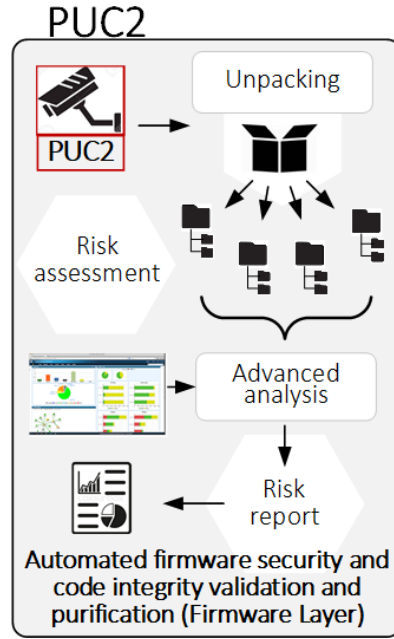 PUC2
Unpacking
PUC2
Risk
assessment
Advanced
analysis
Risk
report
Automated firmware security and
code integrity validation and
purification (Firmware Layer)